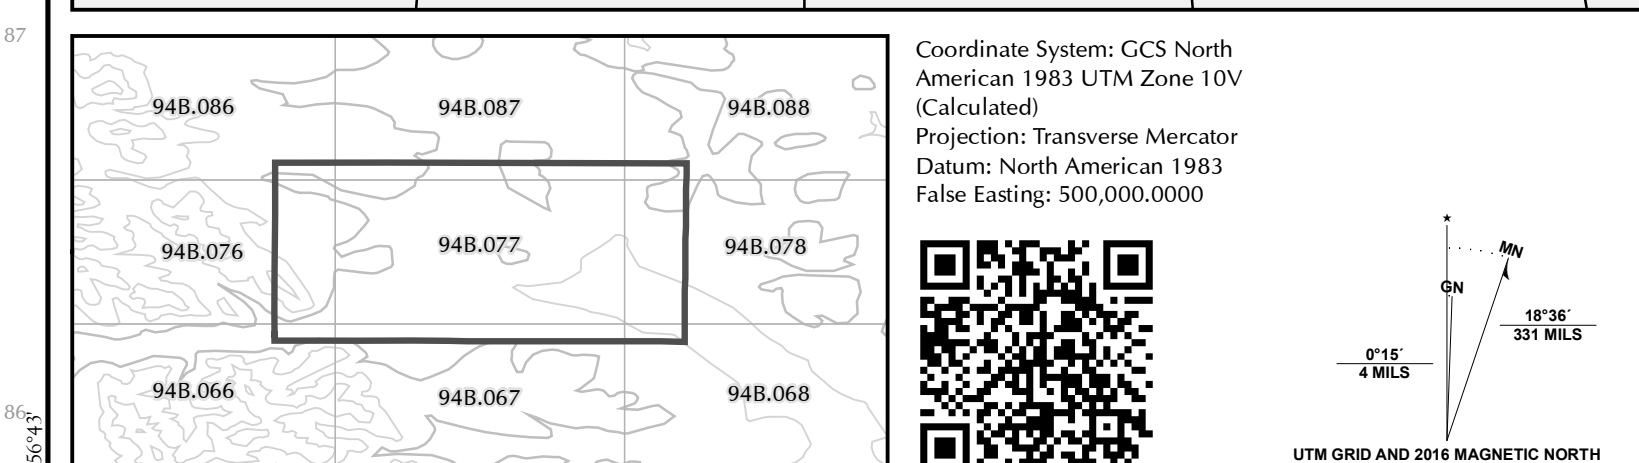 87
94B.086
94B.087
94B.088
94B.076
94B.077
94B.078
94B.066
94B.067
94B.068
86
56°43'
Coordinate System: GCS North
American 1983 UTM Zone 10V
(Calculated)
Projection: Transverse Mercator
Datum: North American 1983
False Easting: 500,000.0000
MN
GN
18°36´
331 MILS
0°15´
4 MILS
UTM GRID AND 2016 MAGNETIC NORTH